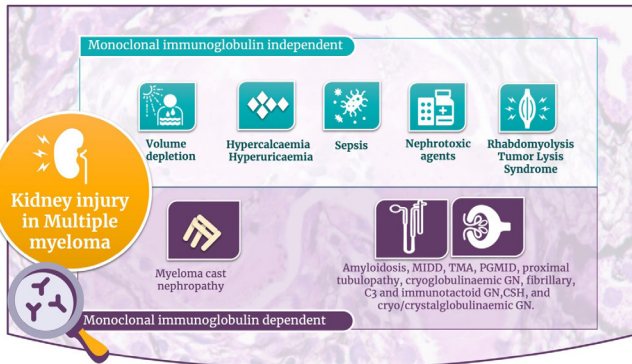 Monoclonal immunoglobulin independent
Volume
depletion
Hypercalcaemia
Hyperuricaemia
Sepsis
Nephrotoxic
agents
Rhabdomyolysis
Tumor Lysis
Syndrome
Kidney injury
in Multiple
myeloma
Myeloma cast
nephropathy
Amyloidosis, MIDD, TMA, PGMID, proximal
tubulopathy, cryoglobulinaemic GN, fibrillary,
C3 and immunotactoid GN,CSH, and
cryo/crystalglobulinaemic GN.
Monoclonal immunoglobulin dependent